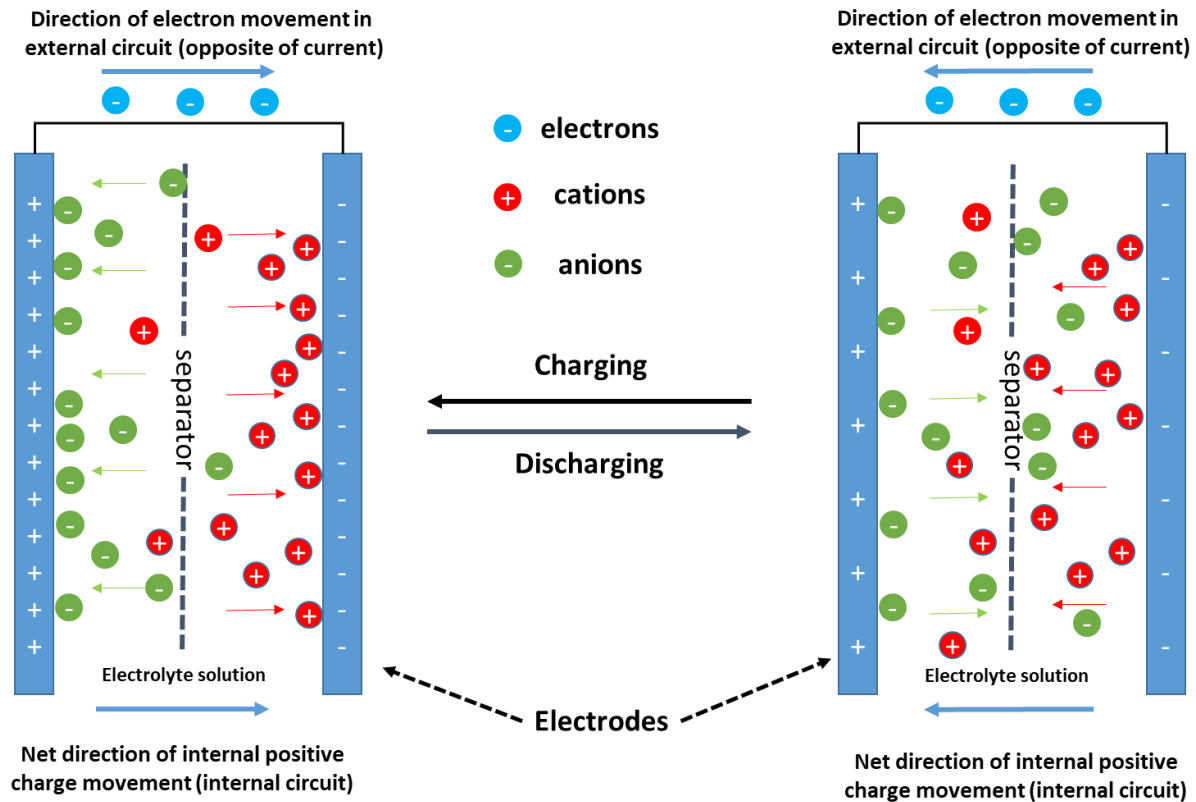 Direction of electron movement in
external circuit (opposite of current)
Direction of electron movement in
external circuit (opposite of current)
electrons
cations
anions
separator
Charging
Discharging
separator
Electrolyte solution
Electrolyte solution
Electrodes
Net direction of internal positive
charge movement (internal circuit)
Net direction of internal positive
charge movement (internal circuit)